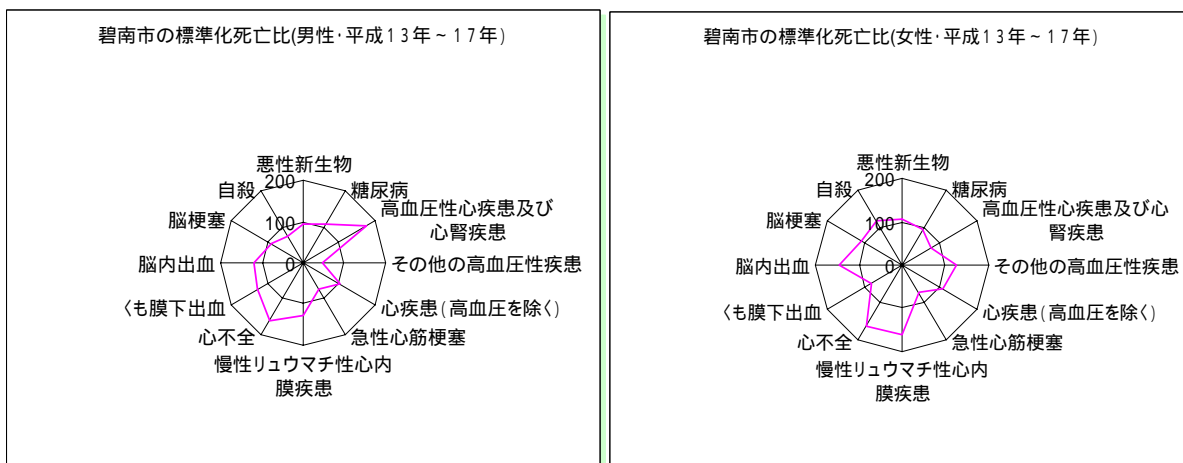 碧南市の標準化死亡比(男性・平成13年~17年)
悪性新生物
200
自殺
糖尿病
高血圧性心疾患及び
心腎疾患
脳梗塞
100
脳内出血
0
その他の高血圧性疾患
くも膜下出血
心疾患(高血圧を除く)
心不全
急性心筋梗塞
慢性リュウマチ性心内
膜疾患
碧南市の標準化死亡比(女性・平成13年~17年)
悪性新生物
200
自殺
糖尿病
高血圧性心疾患及び心
腎疾患
脳梗塞
100
脳内出血
0
その他の高血圧性疾患
くも膜下出血
心疾患(高血圧を除く)
心不全
急性心筋梗塞
慢性リュウマチ性心内
膜疾患